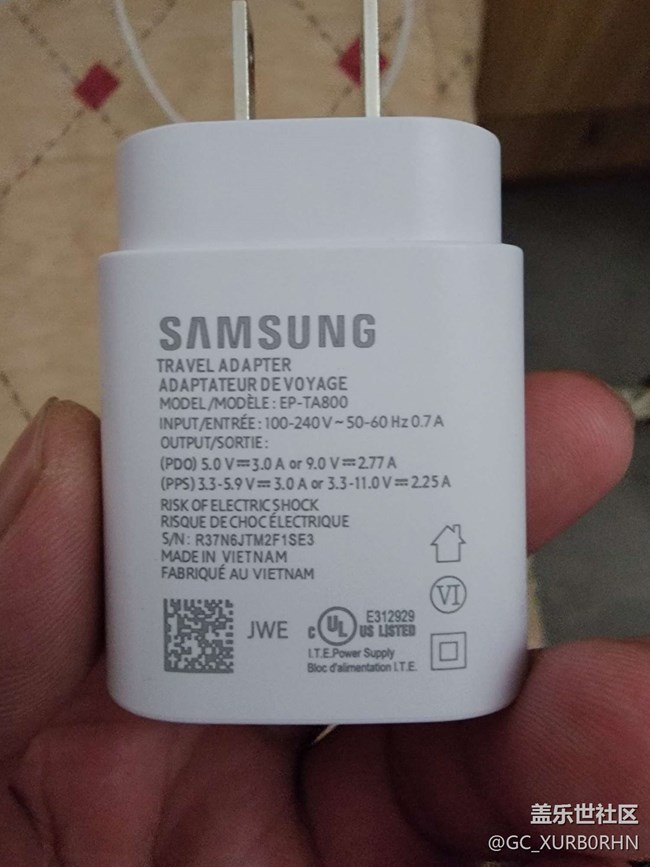 SAMSUNG
TRAVEL ADAPTER
ADAPTATEUR DE VOYAGE
MODEL/MODÈLE : EP-TA800
INPUT/ENTRÉE : 100-240 V ~ 50-60 Hz 0.7 A
OUTPUT/SORTIE :
(PDO) 5.0 V⎓3.0 A or 9.0 V⎓2.77 A
(PPS) 3.3-5.9 V⎓3.0 A or 3.3-11.0 V⎓2.25 A
RISK OF ELECTRIC SHOCK
RISQUE DE CHOC ÉLECTRIQUE
S/N : R37N6JTM2F1SE3
MADE IN VIETNAM
FABRIQUÉ AU VIETNAM
VI
JWE
E312929
c UL US LISTED
I.T.E.Power Supply
Bloc d'alimentation I.T.E.
盖乐世社区
@GC_XURB0RHN